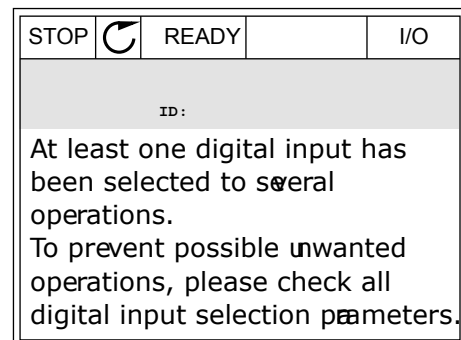 STOP READY I/O
ID:
At least one digital input has
been selected to several
operations.
To prevent possible unwanted
operations, please check all
digital input selection parameters.